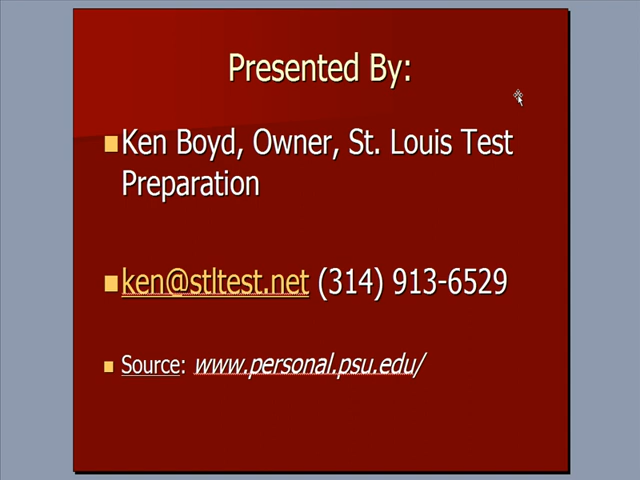 Presented By:
Ken Boyd, Owner, St. Louis Test
Preparation
ken@stltest.net (314) 913-6529
Source: www.personal.psu.edu/